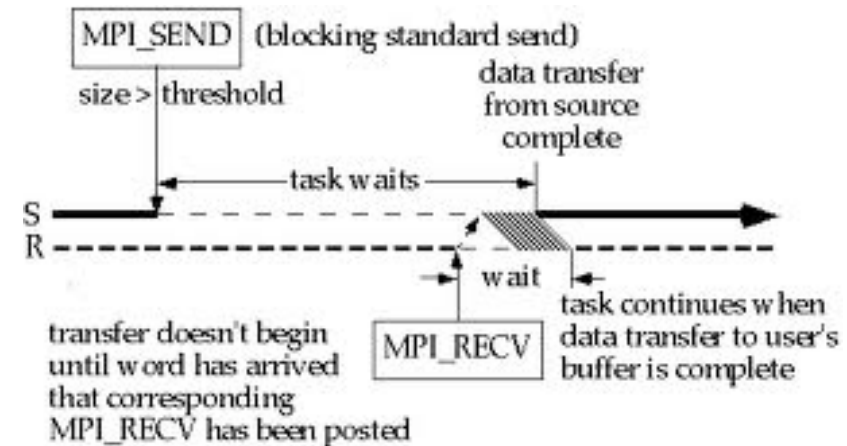 MPI_SEND (blocking standard send)
size > threshold
data transfer
from source
complete
task waits
S
R
wait
MPI_RECV
transfer doesn't begin
until word has arrived
that corresponding
MPI_RECV has been posted
task continues when
data transfer to user's
buffer is complete